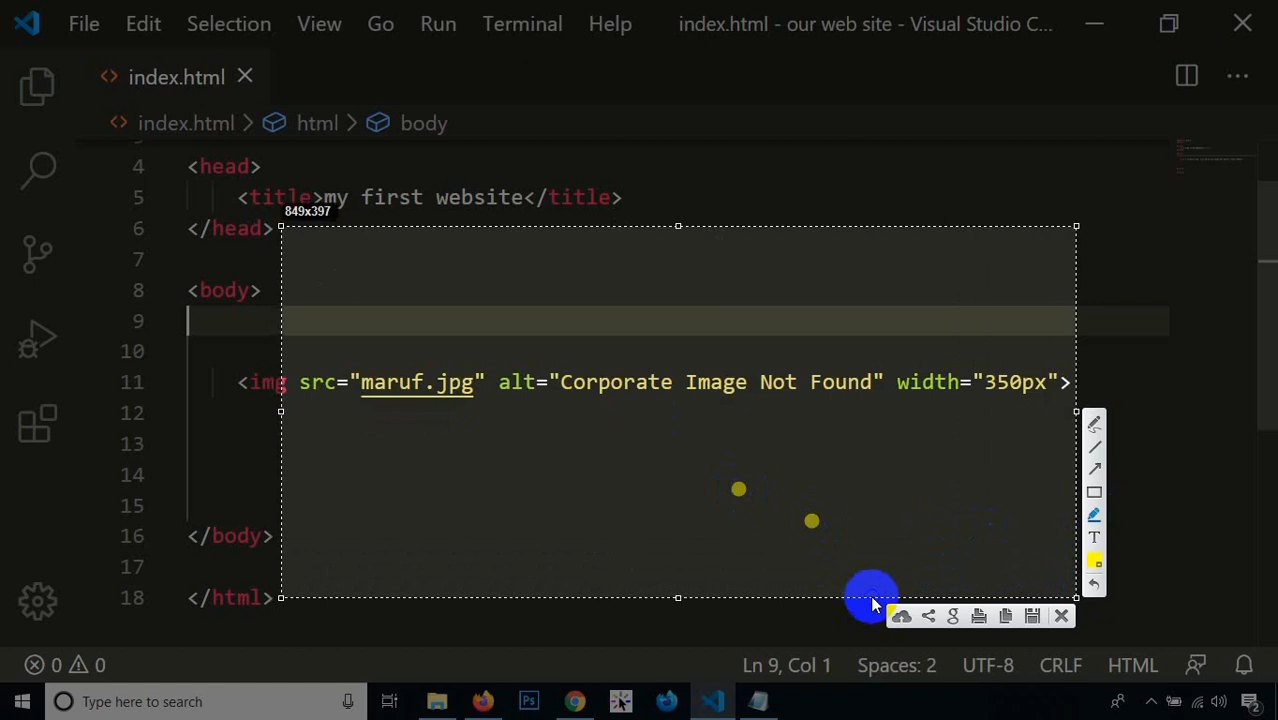 File Edit Selection View Go Run Terminal Help index.html - our web site - Visual Studio C...
index.html
index.html > html > body
4 <head>
5 <title>my first website</title>
849x397
6 </head>
7
8 <body>
9
10
11 <img src="maruf.jpg" alt="Corporate Image Not Found" width="350px">
12
13
14
15
16 </body>
17
18 </html>
T
g
0 0 Ln 9, Col 1 Spaces: 2 UTF-8 CRLF HTML
Type here to search Ps 2